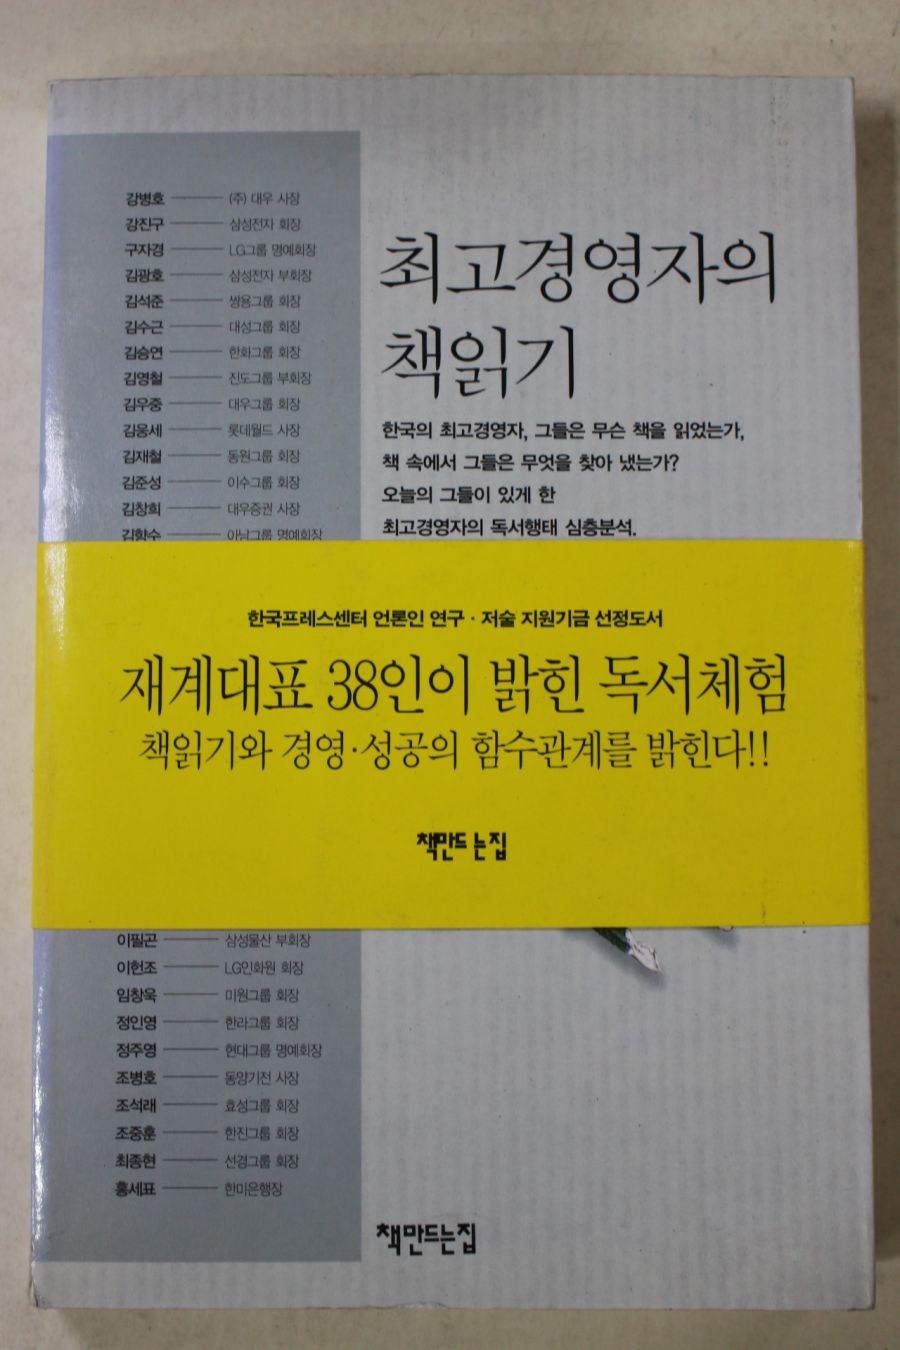 강병호 (주) 대우 사장
강진구 삼성전자 회장
구자경 LG그룹 명예회장
김광호 삼성전자 부회장
김석준 쌍용그룹 회장
김수근 대성그룹 회장
김승연 한화그룹 회장
김영철 진도그룹 부회장
김우중 대우그룹 회장
김웅세 롯데월드 사장
김재철 동원그룹 회장
김준성 이수그룹 회장
김창희 대우증권 사장
김향수 아남그룹 명예회장
최고경영자의
책읽기
한국의 최고경영자, 그들은 무슨 책을 읽었는가,
책 속에서 그들은 무엇을 찾아 냈는가?
오늘의 그들이 있게 한
최고경영자의 독서행태 심층분석.
한국프레스센터 언론인 연구·저술 지원기금 선정도서
재계대표 38인이 밝힌 독서체험
책읽기와 경영·성공의 함수관계를 밝힌다!!
책만드는집
이필곤 삼성물산 부회장
이헌조 LG인화원 회장
임창욱 미원그룹 회장
정인영 한라그룹 회장
정주영 현대그룹 명예회장
조병호 동양기전 사장
조석래 효성그룹 회장
조중훈 한진그룹 회장
최종현 선경그룹 회장
홍세표 한미은행장
책만드는집